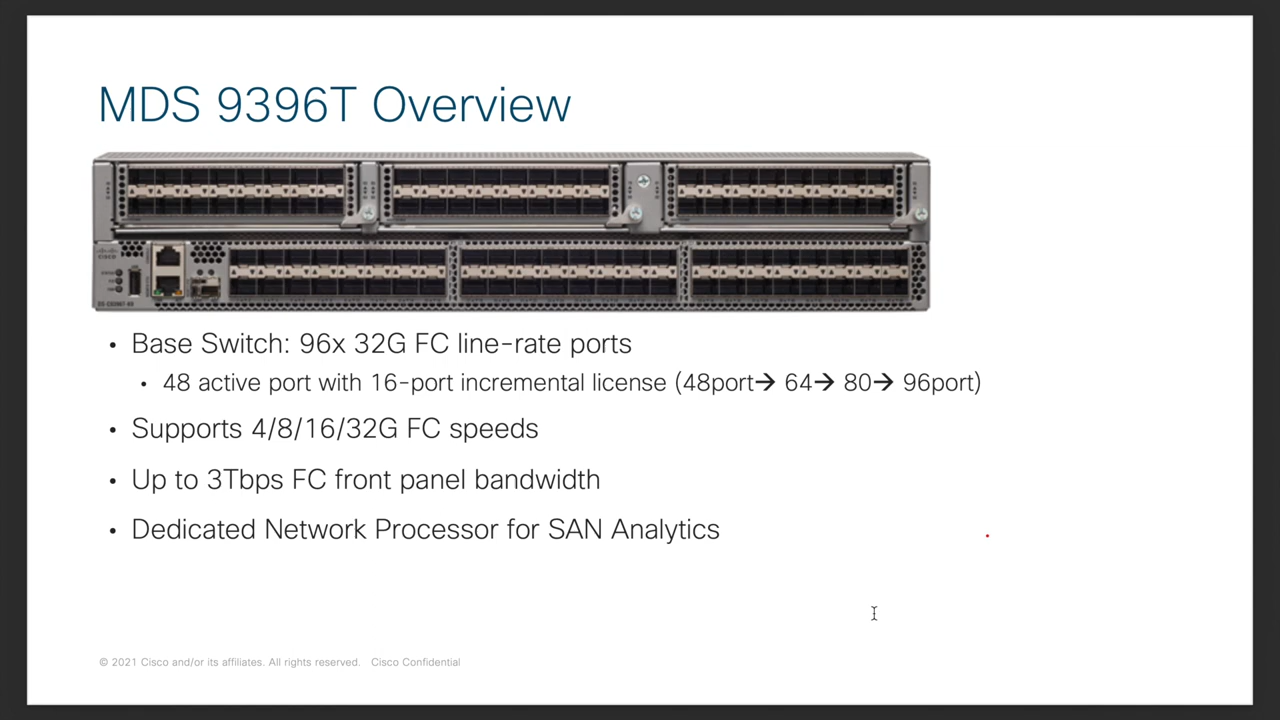 MDS 9396T Overview
• Base Switch: 96x 32G FC line-rate ports
• 48 active port with 16-port incremental license (48port→ 64→ 80→ 96port)
• Supports 4/8/16/32G FC speeds
• Up to 3Tbps FC front panel bandwidth
• Dedicated Network Processor for SAN Analytics
© 2021 Cisco and/or its affiliates. All rights reserved. Cisco Confidential